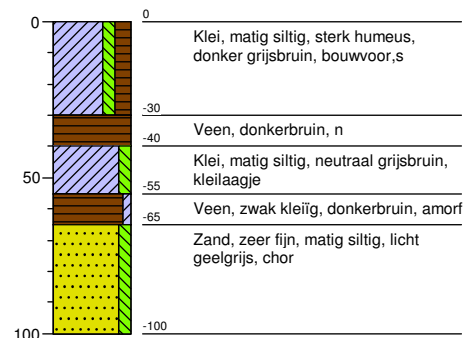 0
0
Klei, matig siltig, sterk humeus,
donker grijsbruin, bouwvoor,s
-30
Veen, donkerbruin, n
-40
Klei, matig siltig, neutraal grijsbruin,
kleilaagje
50
-55
Veen, zwak kleiïg, donkerbruin, amorf
-65
Zand, zeer fijn, matig siltig, licht
geelgrijs, chor
100
-100